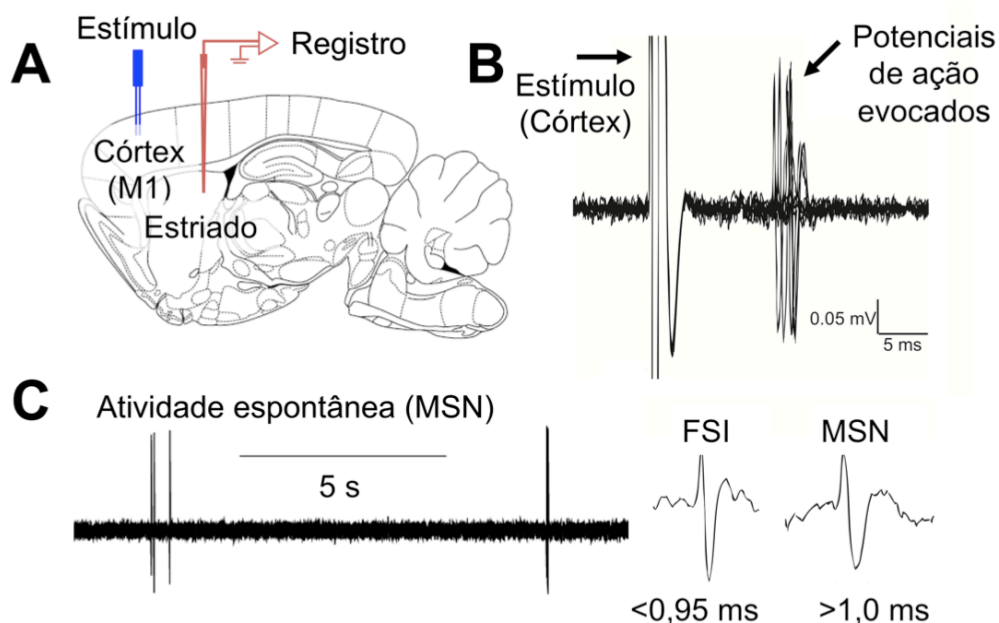 A
Estímulo
Registro
Córtex
(M1)
Estriado
B
Estímulo
(Córtex)
Potenciais
de ação
evocados
0.05 mV
5 ms
C
Atividade espontânea (MSN)
5 s
FSI
MSN
<0,95 ms
>1,0 ms